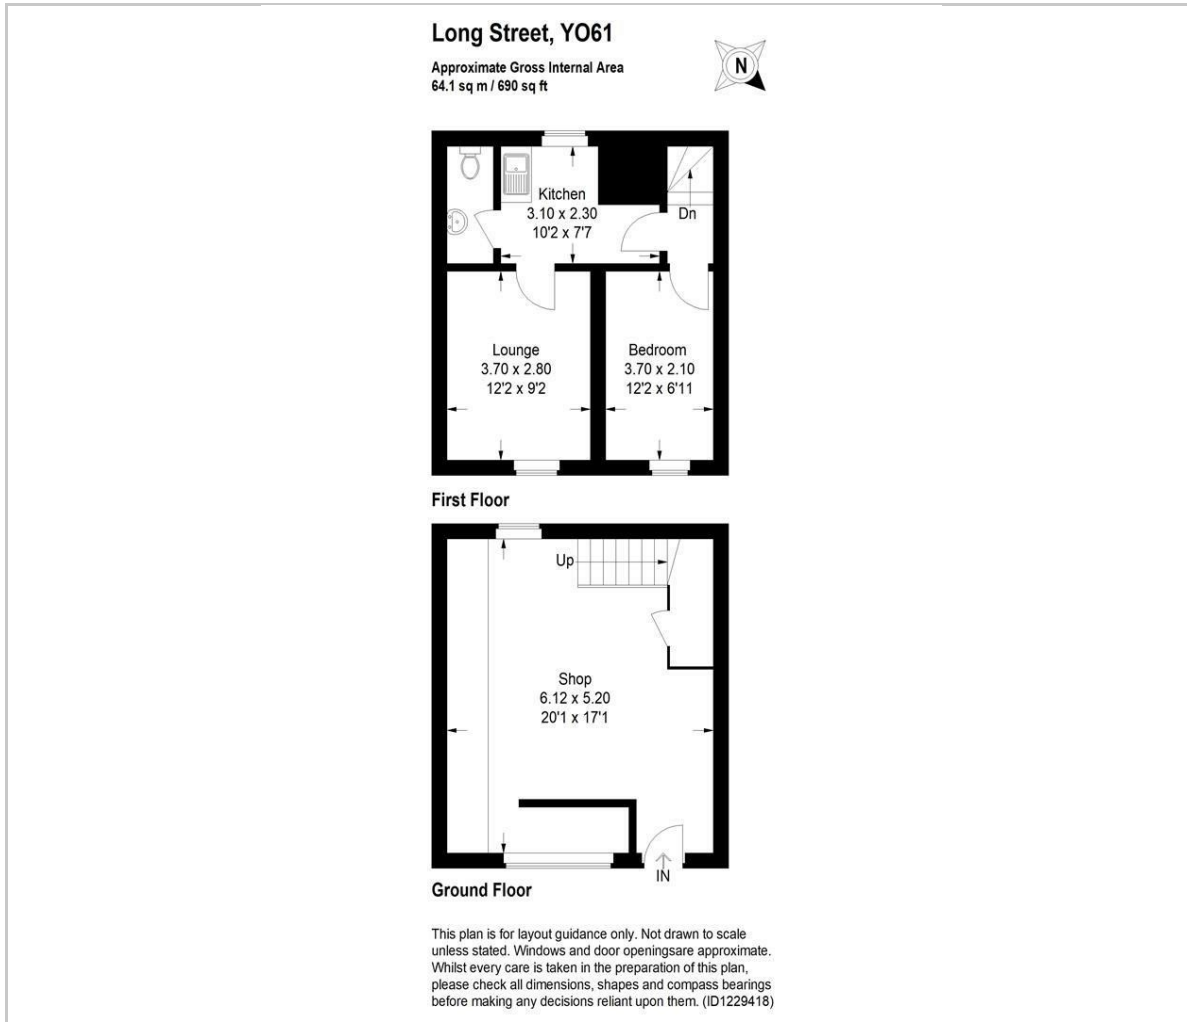 Long Street, YO61
Approximate Gross Internal Area
64.1 sq m / 690 sq ft
N
Kitchen
3.10 x 2.30
10'2 x 7'7
Dn
Lounge
3.70 x 2.80
12'2 x 9'2
Bedroom
3.70 x 2.10
12'2 x 6'11
First Floor
Up
Shop
6.12 x 5.20
20'1 x 17'1
IN
Ground Floor
This plan is for layout guidance only. Not drawn to scale
unless stated. Windows and door openingsare approximate.
Whilst every care is taken in the preparation of this plan,
please check all dimensions, shapes and compass bearings
before making any decisions reliant upon them. (ID1229418)